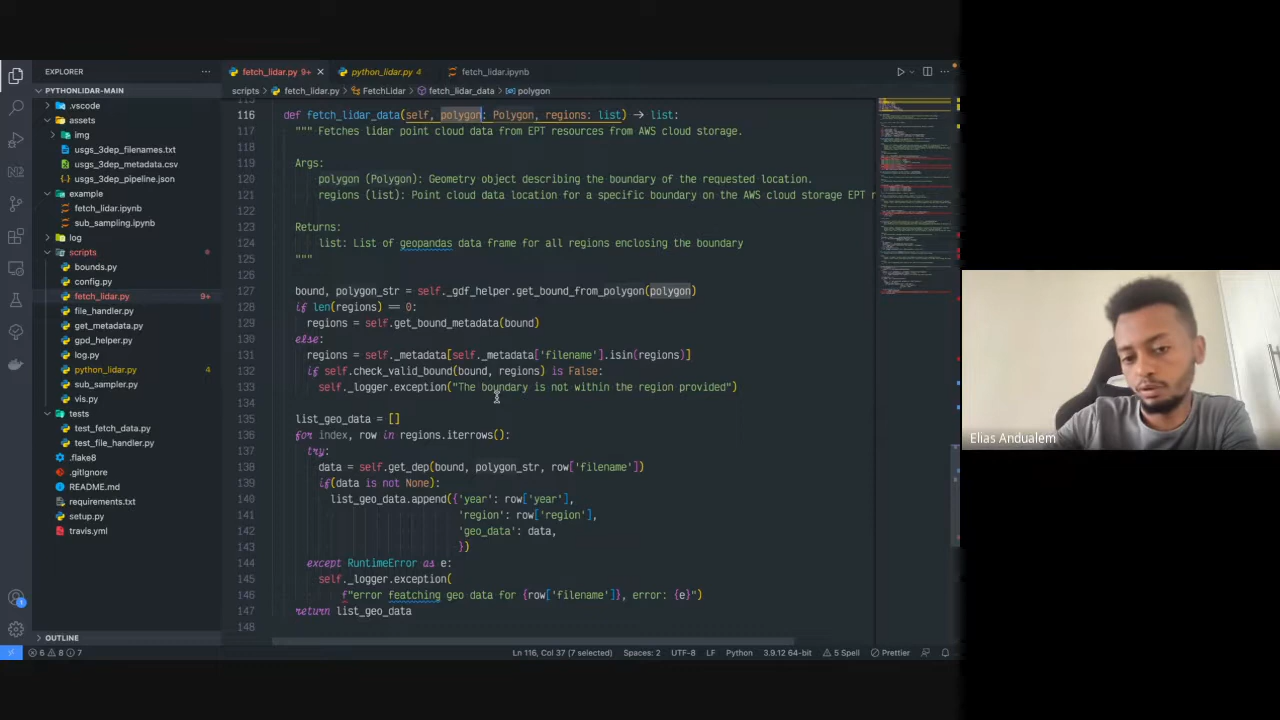 EXPLORER
PYTHONLIDAR-MAIN
.vscode
assets
img
usgs_3dep_filenames.txt
usgs_3dep_metadata.csv
usgs_3dep_pipeline.json
example
fetch_lidar.ipynb
sub_sampling.ipynb
log
scripts
bounds.py
config.py
fetch_lidar.py 9+
file_handler.py
get_metadata.py
gpd_helper.py
log.py
python_lidar.py 4
sub_sampler.py
vis.py
tests
test_fetch_data.py
test_file_handler.py
.flake8
.gitIgnore
README.md
requirements.txt
setup.py
travis.yml
OUTLINE
fetch_lidar.py 9+
python_lidar.py 4
fetch_lidar.ipynb
scripts > fetch_lidar.py > FetchLidar > fetch_lidar_data > polygon
116 def fetch_lidar_data(self, polygon: Polygon, regions: list) → list:
117 """ Fetches lidar point cloud data from EPT resources from AWS cloud storage.
118
119 Args:
120 polygon (Polygon): Geometry object describing the boundary of the requested location.
121 regions (list): Point cloud data location for a specific boundary on the AWS cloud storage EPT r
122
123 Returns:
124 list: list of geopandas data frame for all regions satisfying the boundary
125 """
126
127 bound, polygon_str = self._gdf_helper.get_bound_from_polygon(polygon)
128 if len(regions) == 0:
129 regions = self.get_bound_metadata(bound)
130 else:
131 regions = self._metadata[self._metadata['filename'].isin(regions)]
132 if self.check_valid_bound(bound, regions) is False:
133 self._logger.exception("The boundary is not within the region provided")
134
135 list_geo_data = []
136 for index, row in regions.iterrows():
137 try:
138 data = self.get_dep(bound, polygon_str, row['filename'])
139 if(data is not None):
140 list_geo_data.append({'year': row['year'],
141 'region': row['region'],
142 'geo_data': data,
143 })
144 except RuntimeError as e:
145 self._logger.exception(
146 f"error featching geo data for {row['filename']}, error: {e}")
147 return list_geo_data
148
6 8 7
Ln 116, Col 37 (7 selected) Spaces: 2 UTF-8 LF Python 3.9.12 64-bit 5 Spell Prettier
Elias Andualem